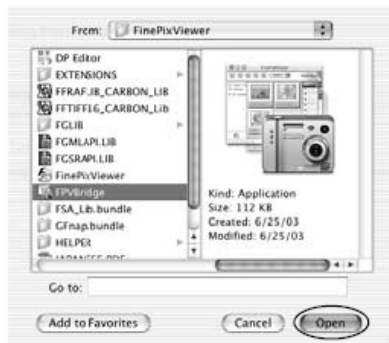 From: FinePixViewer
DP Editor
EXTENSIONS
FFRAFJB_CARBON_LIB
FFTIFF16_CARBON_Lib
FGLIB
FGMLAPI.LIB
FGSRAPI.LIB
FinePixViewer
FPVBridge
FSA_Lib.bundle
GFnap.bundle
HELPER
Kind: Application
Size: 112 KB
Created: 6/25/03
Modified: 6/25/03
Go to:
Add to Favorites
Cancel
Open